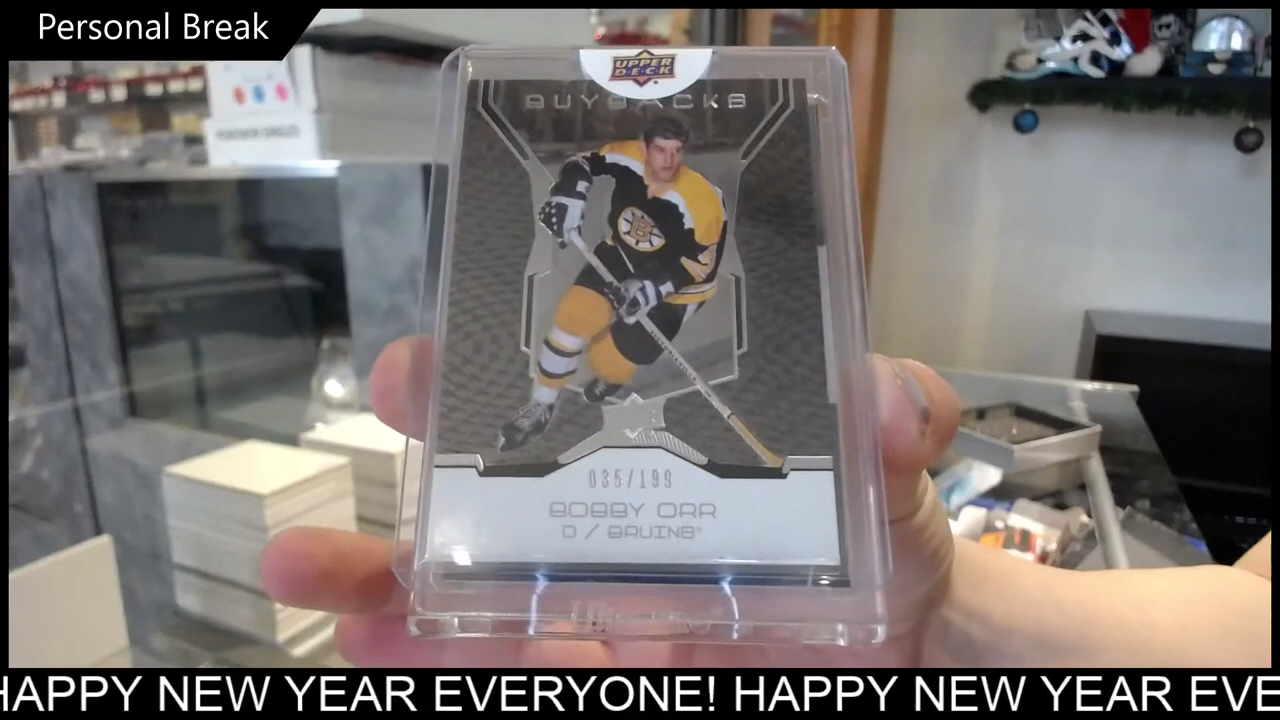 Personal Break
UPPER
DECK
BUYBACKS
B
035/199
BOBBY ORR
D / BRUINS
HAPPY NEW YEAR EVERYONE! HAPPY NEW YEAR EVE